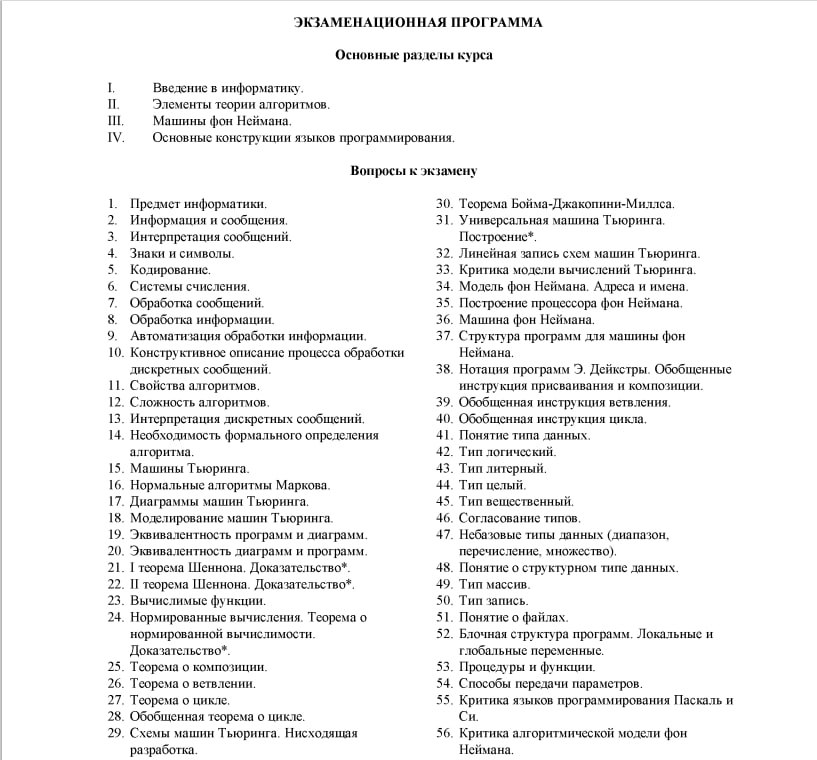 ЭКЗАМЕНАЦИОННАЯ ПРОГРАММА
Основные разделы курса
I. Введение в информатику.
II. Элементы теории алгоритмов.
III. Машины фон Неймана.
IV. Основные конструкции языков программирования.
Вопросы к экзамену
1. Предмет информатики.
2. Информация и сообщения.
3. Интерпретация сообщений.
4. Знаки и символы.
5. Кодирование.
6. Системы счисления.
7. Обработка сообщений.
8. Обработка информации.
9. Автоматизация обработки информации.
10. Конструктивное описание процесса обработки
дискретных сообщений.
11. Свойства алгоритмов.
12. Сложность алгоритмов.
13. Интерпретация дискретных сообщений.
14. Необходимость формального определения
алгоритма.
15. Машины Тьюринга.
16. Нормальные алгоритмы Маркова.
17. Диаграммы машин Тьюринга.
18. Моделирование машин Тьюринга.
19. Эквивалентность программ и диаграмм.
20. Эквивалентность диаграмм и программ.
21. I теорема Шеннона. Доказательство*.
22. II теорема Шеннона. Доказательство*.
23. Вычислимые функции.
24. Нормированные вычисления. Теорема о
нормированной вычислимости.
Доказательство*.
25. Теорема о композиции.
26. Теорема о ветвлении.
27. Теорема о цикле.
28. Обобщенная теорема о цикле.
29. Схемы машин Тьюринга. Нисходящая
разработка.
30. Теорема Бойма-Джакопини-Миллса.
31. Универсальная машина Тьюринга.
Построение*.
32. Линейная запись схем машин Тьюринга.
33. Критика модели вычислений Тьюринга.
34. Модель фон Неймана. Адреса и имена.
35. Построение процессора фон Неймана.
36. Машина фон Неймана.
37. Структура программ для машины фон
Неймана.
38. Нотация программ Э. Дейкстры. Обобщенные
инструкция присваивания и композиции.
39. Обобщенная инструкция ветвления.
40. Обобщенная инструкция цикла.
41. Понятие типа данных.
42. Тип логический.
43. Тип литерный.
44. Тип целый.
45. Тип вещественный.
46. Согласование типов.
47. Небазовые типы данных (диапазон,
перечисление, множество).
48. Понятие о структурном типе данных.
49. Тип массив.
50. Тип запись.
51. Понятие о файлах.
52. Блочная структура программ. Локальные и
глобальные переменные.
53. Процедуры и функции.
54. Способы передачи параметров.
55. Критика языков программирования Паскаль и
Си.
56. Критика алгоритмической модели фон
Неймана.